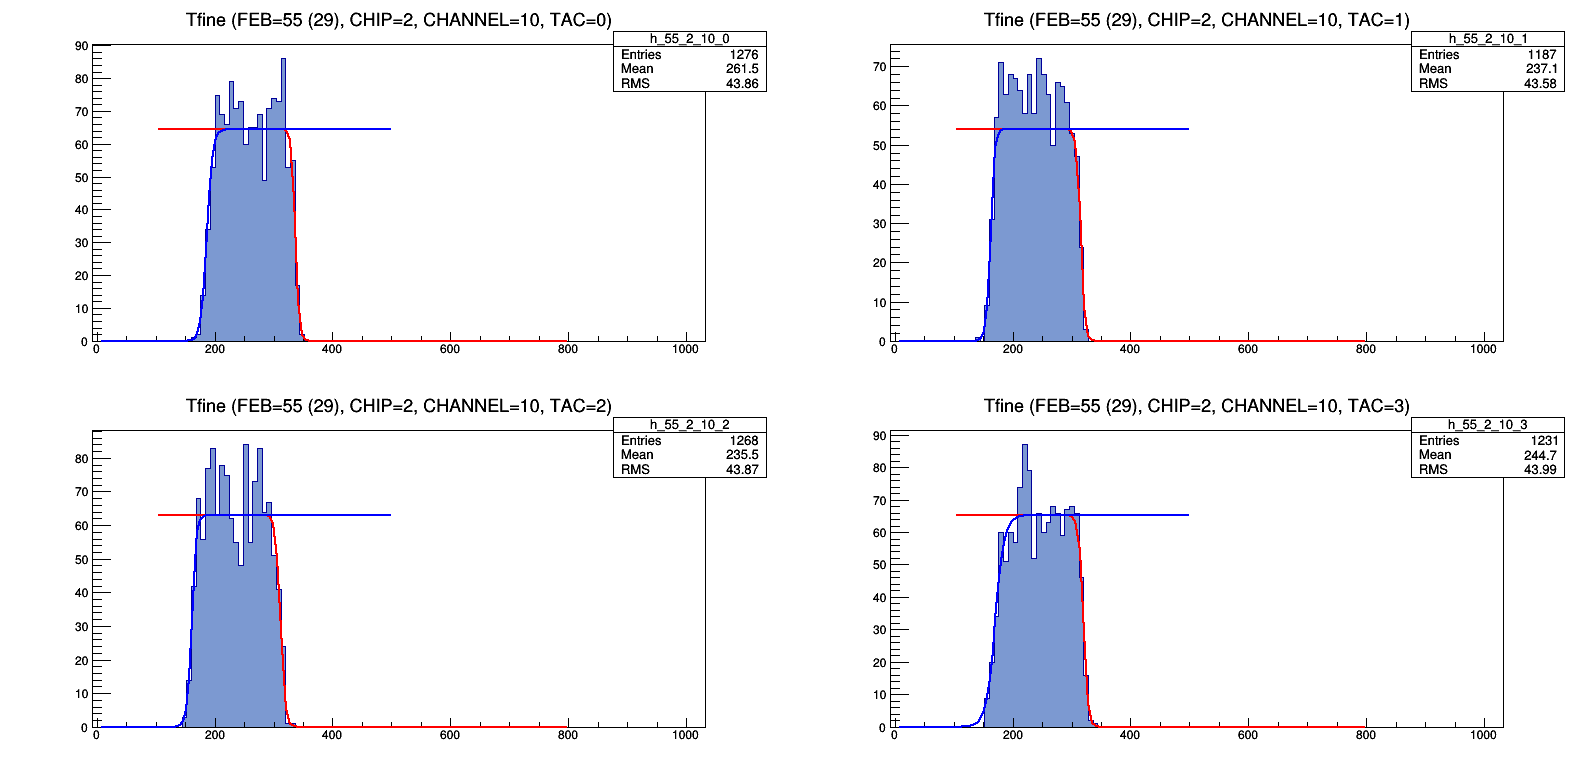 Tfine (FEB=55 (29), CHIP=2, CHANNEL=10, TAC=0)
h_55_2_10_0
Entries 1276
Mean 261.5
RMS 43.86
90
80
70
60
50
40
30
20
10
0
0 200 400 600 800 1000
Tfine (FEB=55 (29), CHIP=2, CHANNEL=10, TAC=1)
h_55_2_10_1
Entries 1187
Mean 237.1
RMS 43.58
70
60
50
40
30
20
10
0
0 200 400 600 800 1000
Tfine (FEB=55 (29), CHIP=2, CHANNEL=10, TAC=2)
h_55_2_10_2
Entries 1268
Mean 235.5
RMS 43.87
80
70
60
50
40
30
20
10
0
0 200 400 600 800 1000
Tfine (FEB=55 (29), CHIP=2, CHANNEL=10, TAC=3)
h_55_2_10_3
Entries 1231
Mean 244.7
RMS 43.99
90
80
70
60
50
40
30
20
10
0
0 200 400 600 800 1000